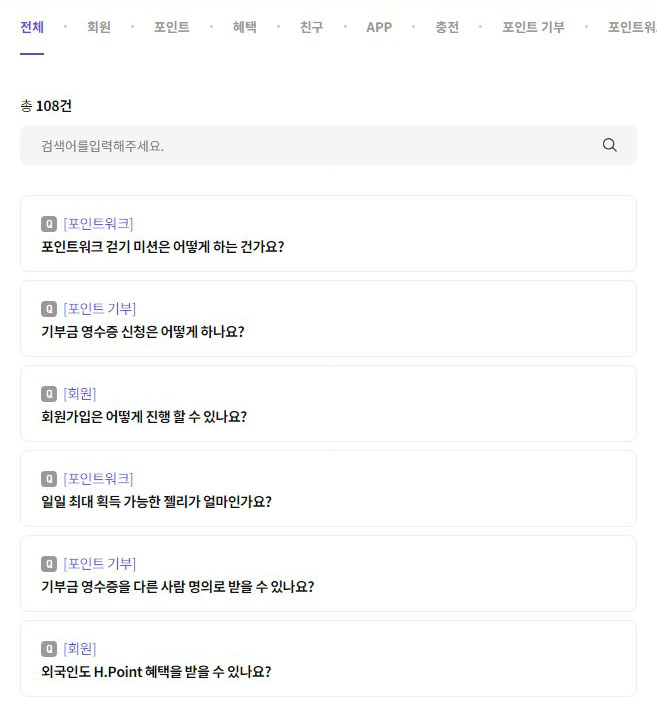 전체 · 회원 · 포인트 · 혜택 · 친구 · APP · 충전 · 포인트 기부 · 포인트워
총 108건
검색어를입력해주세요.
Q [포인트워크]
포인트워크 걷기 미션은 어떻게 하는 건가요?
Q [포인트 기부]
기부금 영수증 신청은 어떻게 하나요?
Q [회원]
회원가입은 어떻게 진행 할 수 있나요?
Q [포인트워크]
일일 최대 획득 가능한 젤리가 얼마인가요?
Q [포인트 기부]
기부금 영수증을 다른 사람 명의로 받을 수 있나요?
Q [회원]
외국인도 H.Point 혜택을 받을 수 있나요?